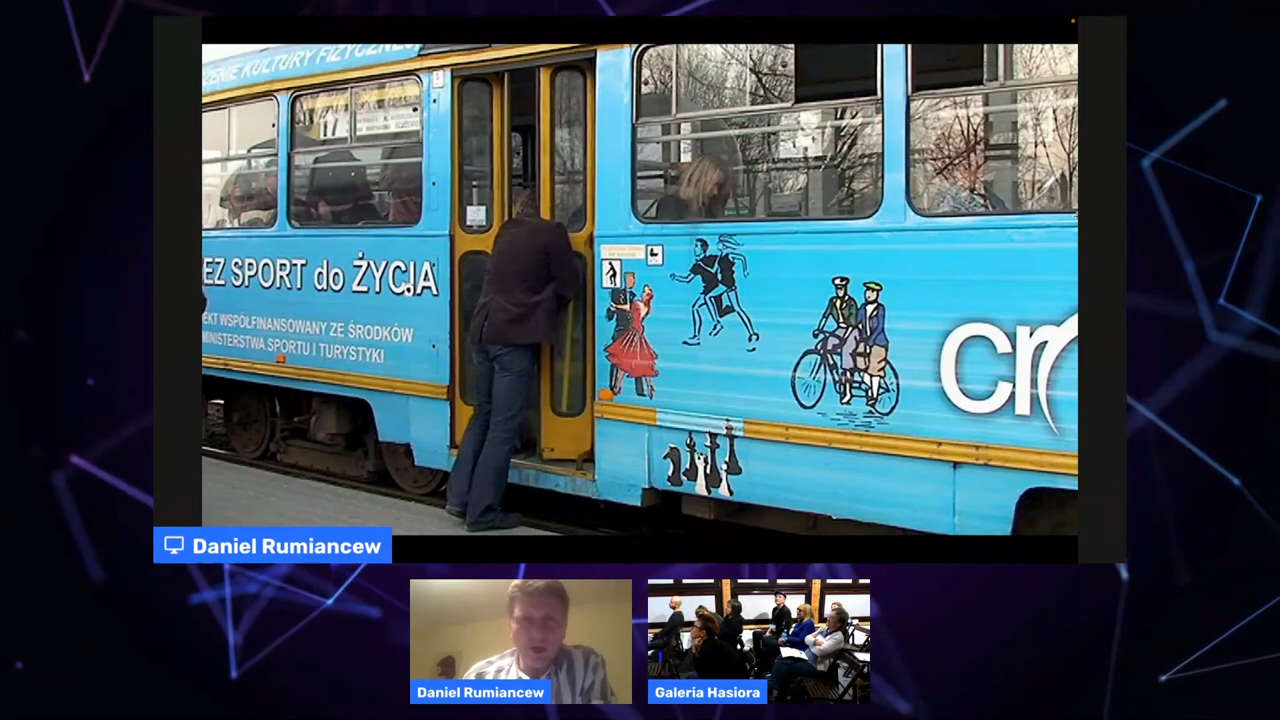 ZENIE KULTURY FIZYCZNEJ
EZ SPORT do ŻYCIA
EKT WSPÓŁFINANSOWANY ZE ŚRODKÓW
MINISTERSTWA SPORTU I TURYSTYKI
cr
Daniel Rumiancew
Daniel Rumiancew
Galeria Hasiora